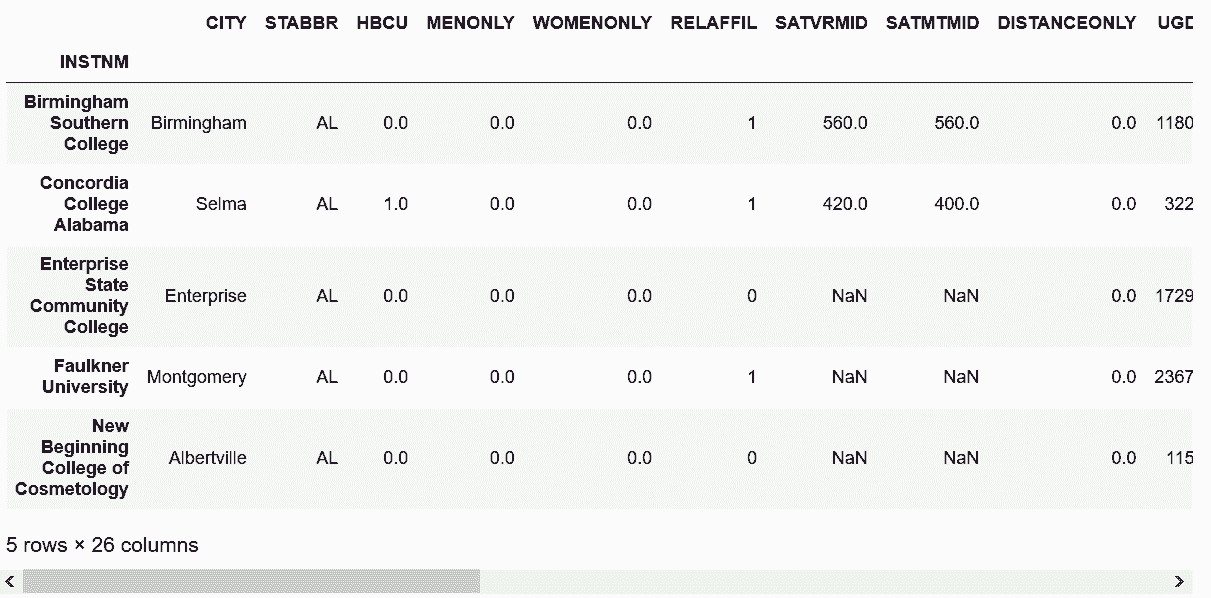 CITY STABBR HBCU MENONLY WOMENONLY RELAFFIL SATVRMID SATMTMID DISTANCEONLY UGD
INSTNM
Birmingham
Southern
College Birmingham AL 0.0 0.0 0.0 1 560.0 560.0 0.0 1180
Concordia
College
Alabama Selma AL 1.0 0.0 0.0 1 420.0 400.0 0.0 322
Enterprise
State
Community
College Enterprise AL 0.0 0.0 0.0 0 NaN NaN 0.0 1729
Faulkner
University Montgomery AL 0.0 0.0 0.0 1 NaN NaN 0.0 2367
New
Beginning
College of
Cosmetology Albertville AL 0.0 0.0 0.0 0 NaN NaN 0.0 115
5 rows × 26 columns